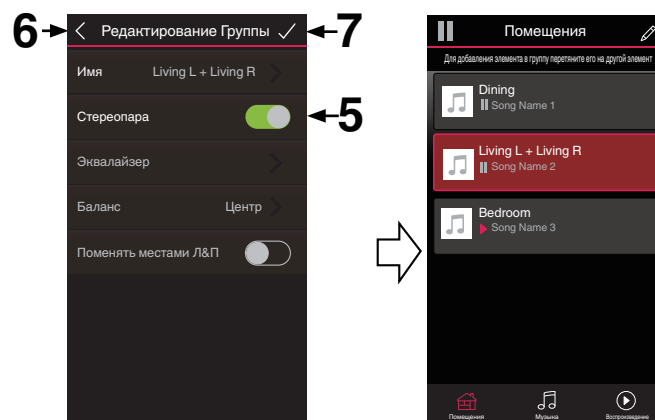 6
Редактирование Группы
7
Имя Living L + Living R
Стереопара
5
Эквалайзер
Баланс Центр
Поменять местами Л&П
Помещения
Для добавления элемента в группу перетяните его на другой элемент
Dining
Song Name 1
Living L + Living R
Song Name 2
Bedroom
Song Name 3
Помещения Музыка Воспроизведение